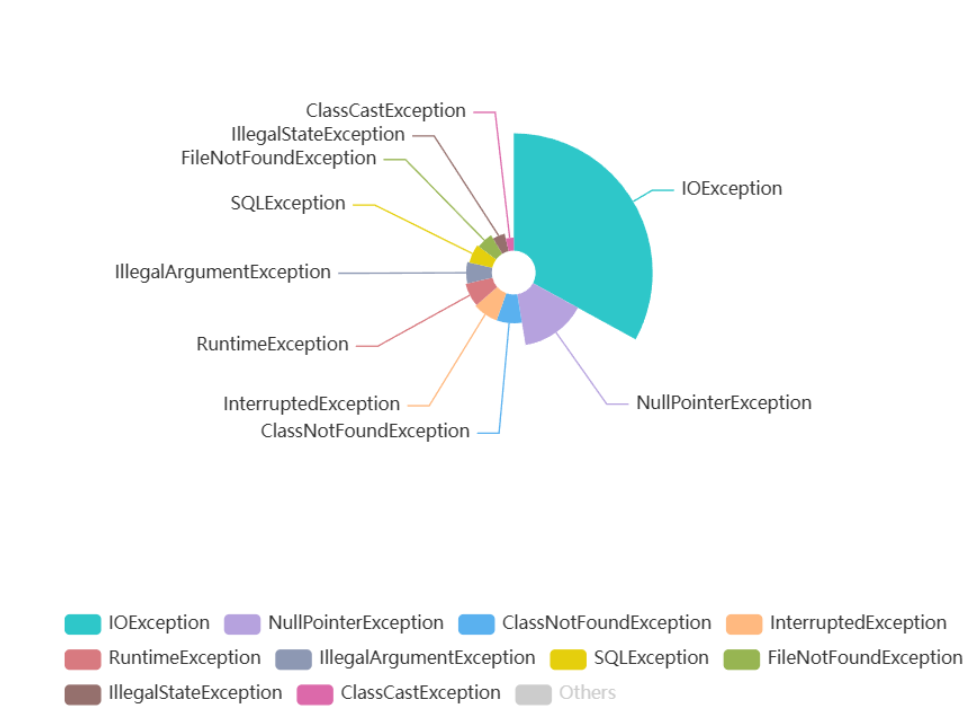 ClassCastException
IllegalStateException
FileNotFoundException
IOException
SQLException
IllegalArgumentException
RuntimeException
InterruptedException
NullPointerException
ClassNotFoundException
IOException NullPointerException ClassNotFoundException InterruptedException
RuntimeException IllegalArgumentException SQLException FileNotFoundException
IllegalStateException ClassCastException Others